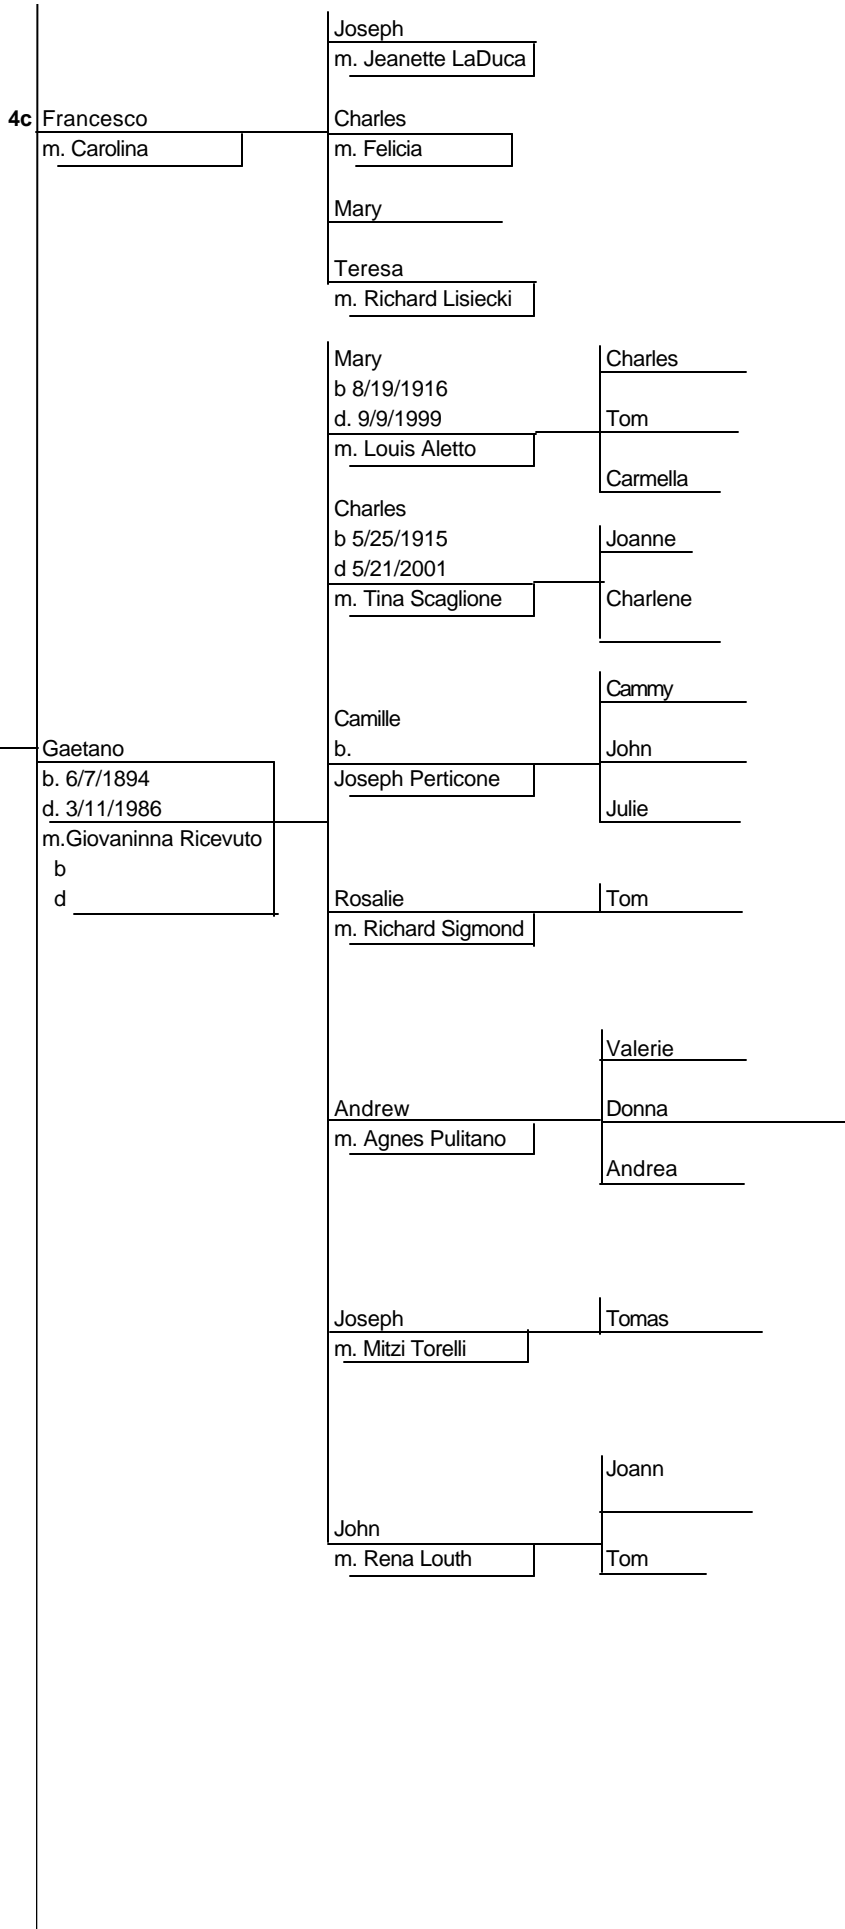 Joseph
m. Jeanette LaDuca
4c Francesco
m. Carolina
Charles
m. Felicia
Mary
Teresa
m. Richard Lisiecki
Mary
b 8/19/1916
d. 9/9/1999
m. Louis Aletto
Charles
Tom
Carmella
Charles
b 5/25/1915
d 5/21/2001
m. Tina Scaglione
Joanne
Charlene
Gaetano
b. 6/7/1894
d. 3/11/1986
m.Giovaninna Ricevuto
b
d
Camille
b.
Joseph Perticone
Cammy
John
Julie
Rosalie
m. Richard Sigmond
Tom
Andrew
m. Agnes Pulitano
Valerie
Donna
Andrea
Joseph
m. Mitzi Torelli
Tomas
John
m. Rena Louth
Joann
Tom